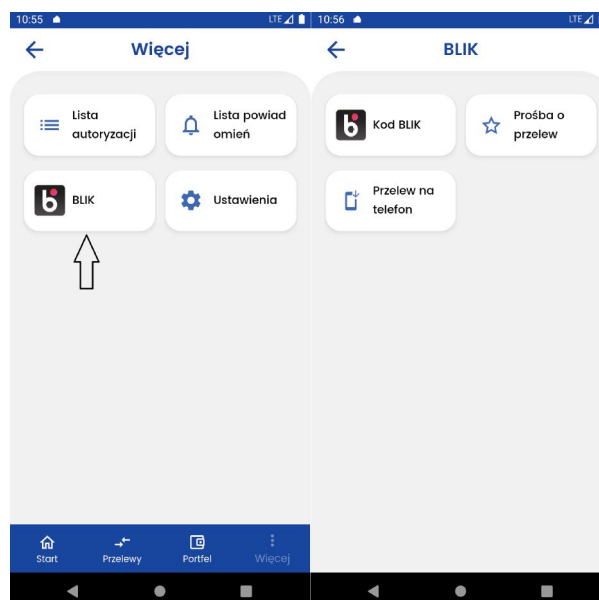 10:55 LTE
Więcej
Lista
autoryzacji
Lista powiad
omień
BLIK
Ustawienia
Start Przelewy Portfel Więcej
10:56 LTE
BLIK
Kod BLIK
Prośba o
przelew
Przelew na
telefon